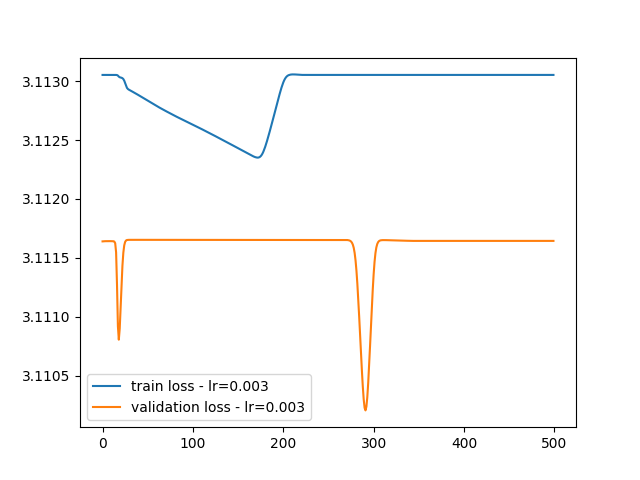 3.1130
3.1125
3.1120
3.1115
3.1110
3.1105
train loss - lr=0.003
validation loss - lr=0.003
0 100 200 300 400 500